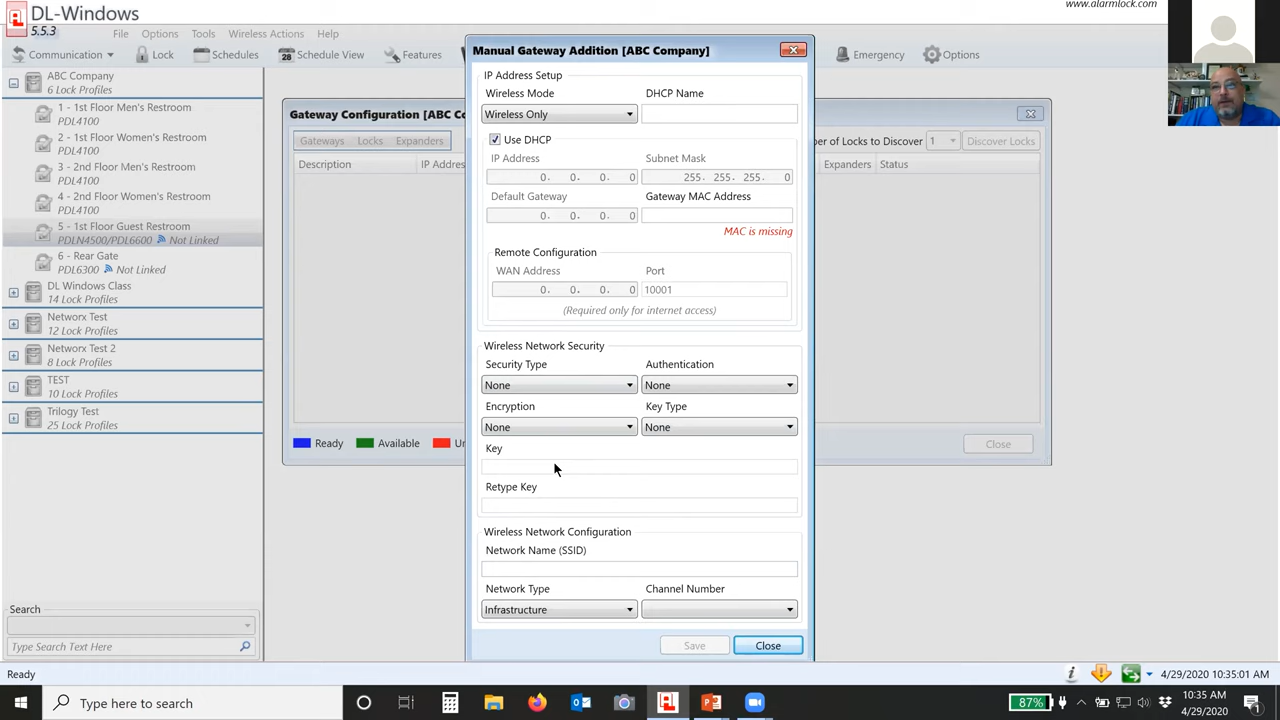 DL-Windows
5.5.3
www.alarmlock.com
File Options Tools Wireless Actions Help
Communication Lock Schedules 28 Schedule View Features Emergency Options
ABC Company
6 Lock Profiles
1 - 1st Floor Men's Restroom
PDL4100
2 - 1st Floor Women's Restroom
PDL4100
3 - 2nd Floor Men's Restroom
PDL4100
4 - 2nd Floor Women's Restroom
PDL4100
5 - 1st Floor Guest Restroom
PDLN4500/PDL6600 Not Linked
6 - Rear Gate
PDL6300 Not Linked
DL Windows Class
14 Lock Profiles
Networx Test
12 Lock Profiles
Networx Test 2
8 Lock Profiles
TEST
10 Lock Profiles
Trilogy Test
25 Lock Profiles
Search
Type Search Text Here
Gateway Configuration [ABC Co
Gateways Locks Expanders
er of Locks to Discover 1 Discover Locks
Description IP Addres Expanders Status
Ready Available Un
Close
Manual Gateway Addition [ABC Company]
IP Address Setup
Wireless Mode DHCP Name
Wireless Only
Use DHCP
IP Address Subnet Mask
0. 0. 0. 0 255. 255. 255. 0
Default Gateway Gateway MAC Address
0. 0. 0. 0
MAC is missing
Remote Configuration
WAN Address Port
0. 0. 0. 0 10001
(Required only for internet access)
Wireless Network Security
Security Type Authentication
None None
Encryption Key Type
None None
Key
Retype Key
Wireless Network Configuration
Network Name (SSID)
Network Type Channel Number
Infrastructure
Save Close
Ready 4/29/2020 10:35:01 AM
Type here to search 87% 10:35 AM
4/29/2020